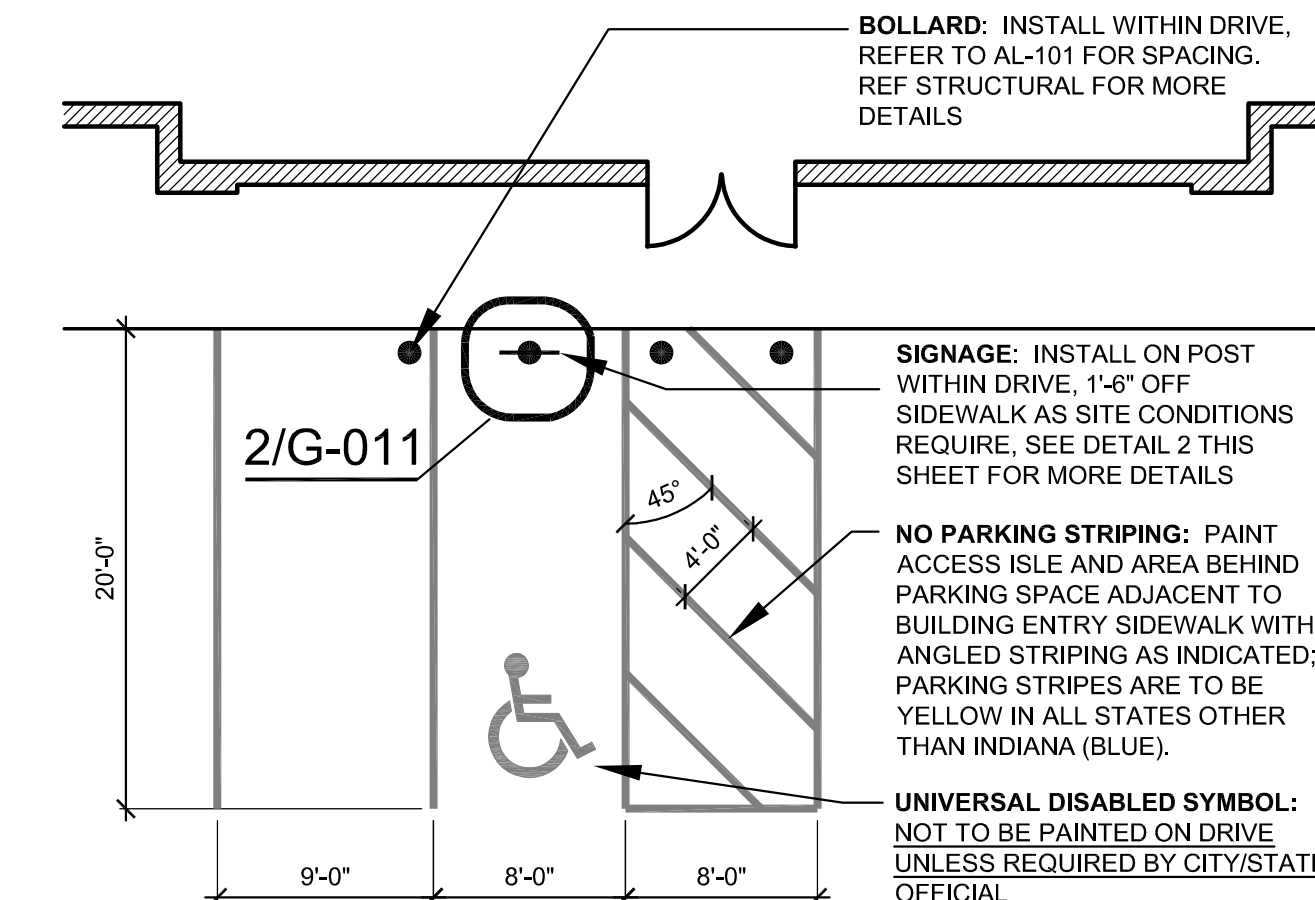 BOLLARD: INSTALL WITHIN DRIVE,
REFER TO AL-101 FOR SPACING.
REF STRUCTURAL FOR MORE
DETAILS
SIGNAGE: INSTALL ON POST
WITHIN DRIVE, 1'-6" OFF
SIDEWALK AS SITE CONDITIONS
REQUIRE, SEE DETAIL 2 THIS
SHEET FOR MORE DETAILS
2/G-011
45°
4'-0"
20'-0"
NO PARKING STRIPING: PAINT
ACCESS ISLE AND AREA BEHIND
PARKING SPACE ADJACENT TO
BUILDING ENTRY SIDEWALK WITH
ANGLED STRIPING AS INDICATED;
PARKING STRIPES ARE TO BE
YELLOW IN ALL STATES OTHER
THAN INDIANA (BLUE).
UNIVERSAL DISABLED SYMBOL:
NOT TO BE PAINTED ON DRIVE
UNLESS REQUIRED BY CITY/STATE
OFFICIAL
9'-0"
8'-0"
8'-0"